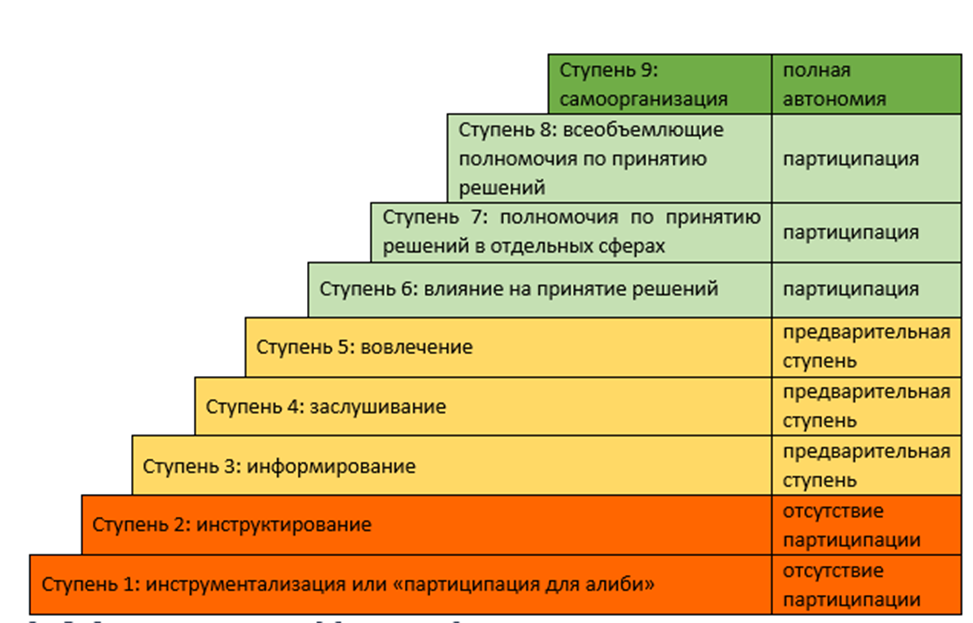 Ступень 9:
самоорганизация
полная
автономия
Ступень 8: всеобъемлющие
полномочия по принятию
решений
партиципация
Ступень 7: полномочия по принятию
решений в отдельных сферах
партиципация
Ступень 6: влияние на принятие решений
партиципация
Ступень 5: вовлечение
предварительная
ступень
Ступень 4: заслушивание
предварительная
ступень
Ступень 3: информирование
предварительная
ступень
Ступень 2: инструктирование
отсутствие
партиципации
Ступень 1: инструментализация или «партиципация для алиби»
отсутствие
партиципации